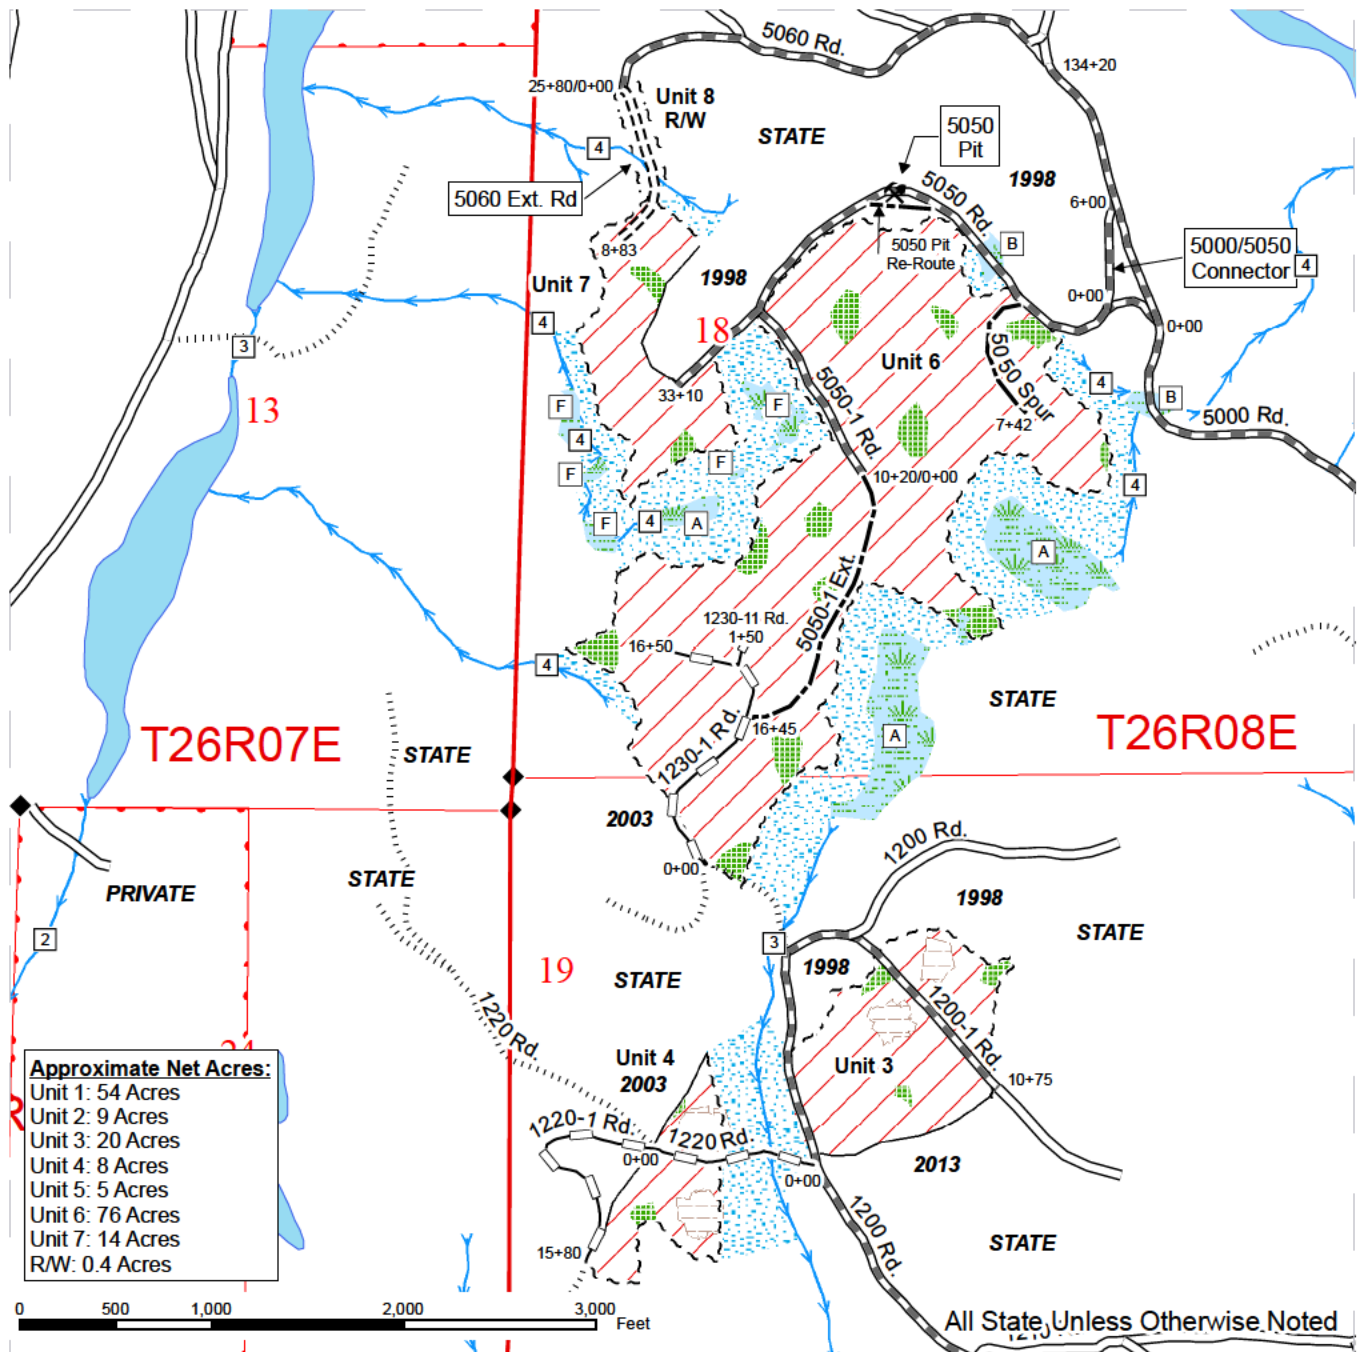 5060 Rd.
134+20
25+80/0+00
Unit 8
R/W
STATE
5050
Pit
4
5060 Ext. Rd
5050 Rd.
1998
6+00
8+83
5050 Pit
Re-Route
B
5000/5050
Connector
4
Unit 7
1998
0+00
0+00
4
18
3
Unit 6
5050 Spur
4
B
13
33+10
F
F
5050-1 Rd.
7+42
5000 Rd.
4
F
F
10+20/0+00
4
F
4
A
A
5050-1 Ext.
1230-11 Rd.
1+50
16+50
4
STATE
T26R07E
STATE
1230-1 Rd.
16+45
A
T26R08E
2003
1200 Rd.
0+00
PRIVATE
STATE
1998
2
3
STATE
19
STATE
1998
1220 Rd.
1200-1 Rd.
24
Unit 4
2003
Unit 3
10+75
R
Approximate Net Acres:
Unit 1: 54 Acres
Unit 2: 9 Acres
Unit 3: 20 Acres
Unit 4: 8 Acres
Unit 5: 5 Acres
Unit 6: 76 Acres
Unit 7: 14 Acres
R/W: 0.4 Acres
1220-1 Rd.
1220 Rd.
0+00
0+00
2013
15+80
1200 Rd.
STATE
0 500 1,000 2,000 3,000
Feet
All State Unless Otherwise Noted